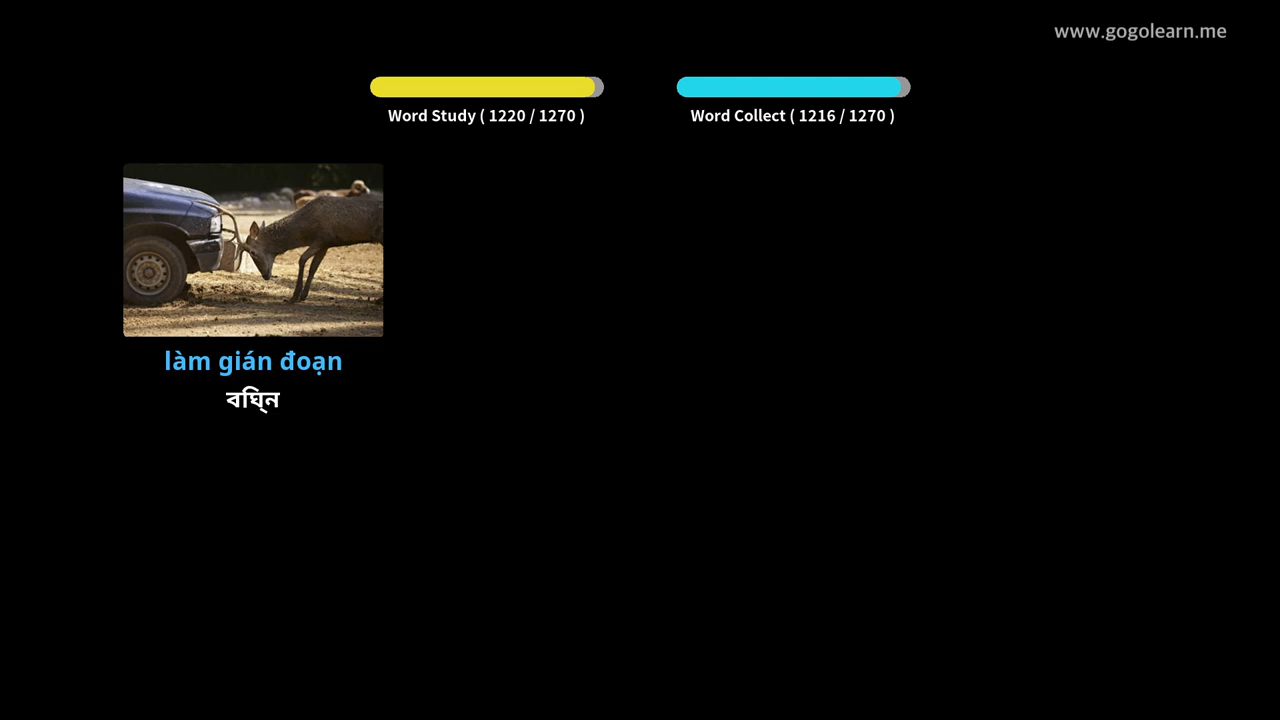 www.gogolearn.me
Word Study ( 1220 / 1270 )
Word Collect ( 1216 / 1270 )
làm gián đoạn
বিঘ্ন